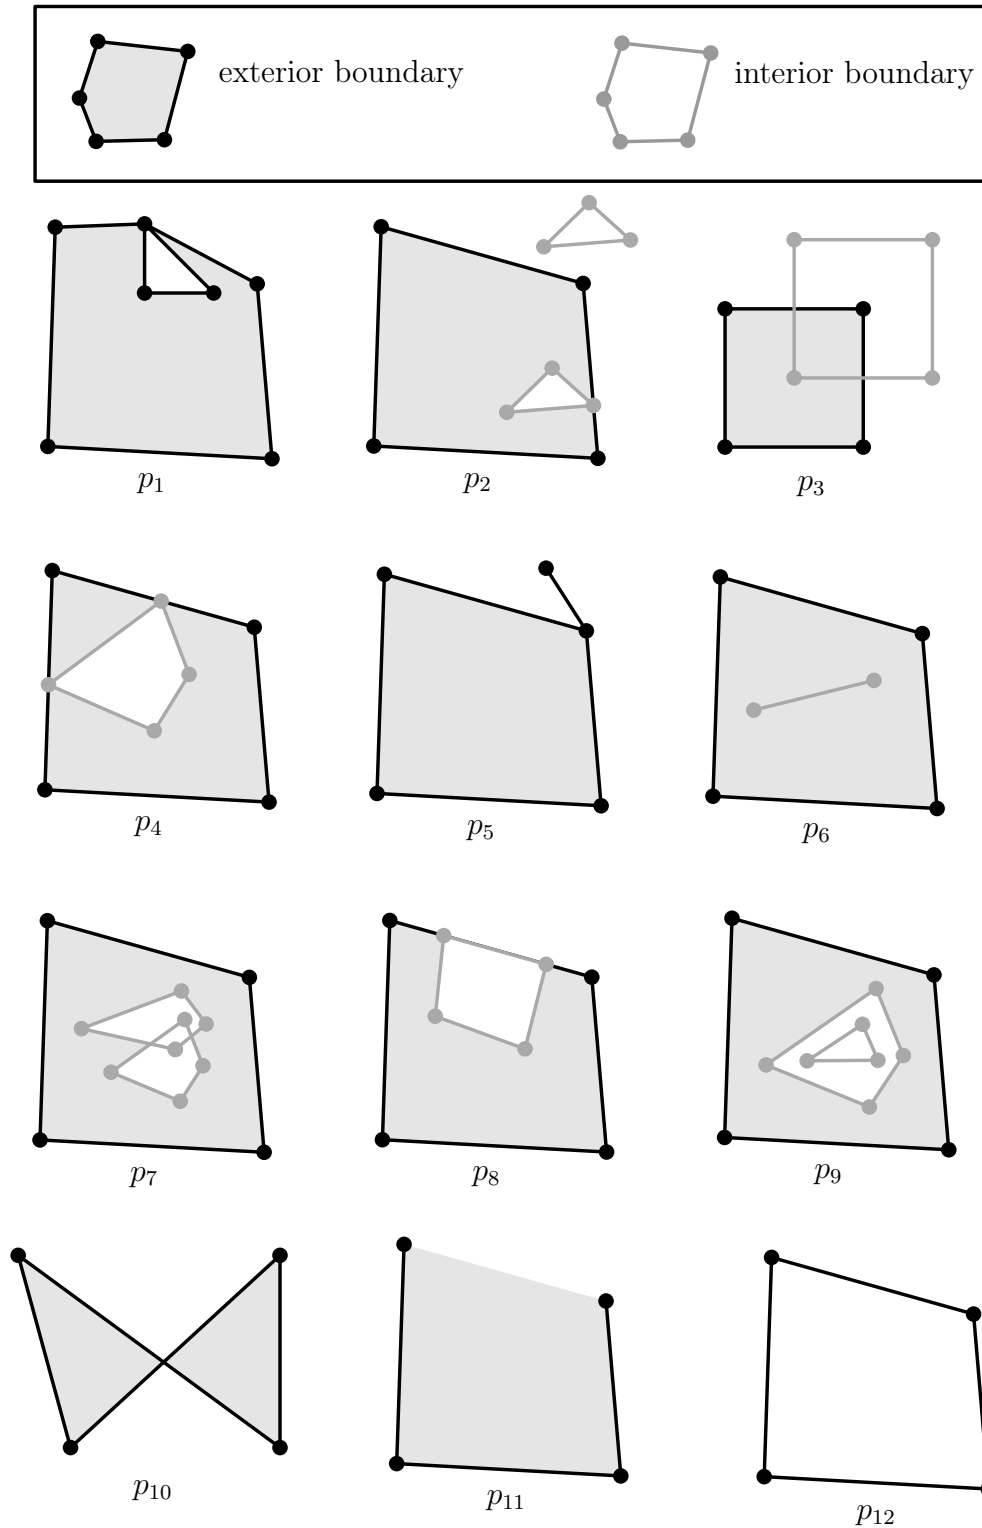 exterior boundary interior boundary
p₁ p₂ p₃
p₄ p₅ p₆
p₇ p₈ p₉
p₁₀ p₁₁ p₁₂